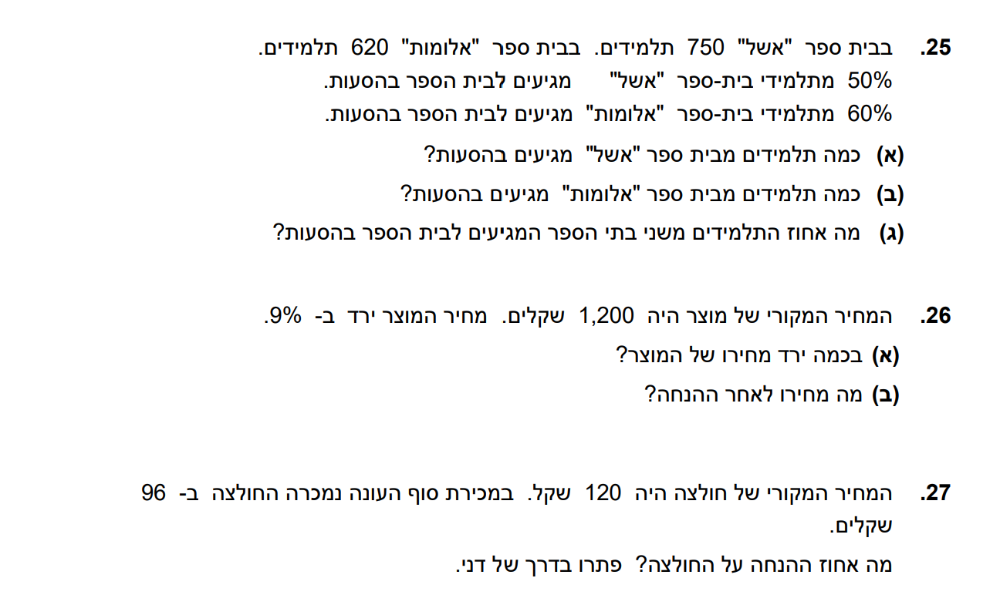 25. בבית ספר "אשל" 750 תלמידים. בבית ספר "אלומות" 620 תלמידים.
50% מתלמידי בית-ספר "אשל" מגיעים לבית הספר בהסעות.
60% מתלמידי בית-ספר "אלומות" מגיעים לבית הספר בהסעות.
(א) כמה תלמידים מבית ספר "אשל" מגיעים בהסעות?
(ב) כמה תלמידים מבית ספר "אלומות" מגיעים בהסעות?
(ג) מה אחוז התלמידים משני בתי הספר המגיעים לבית הספר בהסעות?
26. המחיר המקורי של מוצר היה 1,200 שקלים. מחיר המוצר ירד ב- 9%.
(א) בכמה ירד מחירו של המוצר?
(ב) מה מחירו לאחר ההנחה?
27. המחיר המקורי של חולצה היה 120 שקל. במכירת סוף העונה נמכרה החולצה ב- 96
שקלים.
מה אחוז ההנחה על החולצה? פתרו בדרך של דני.